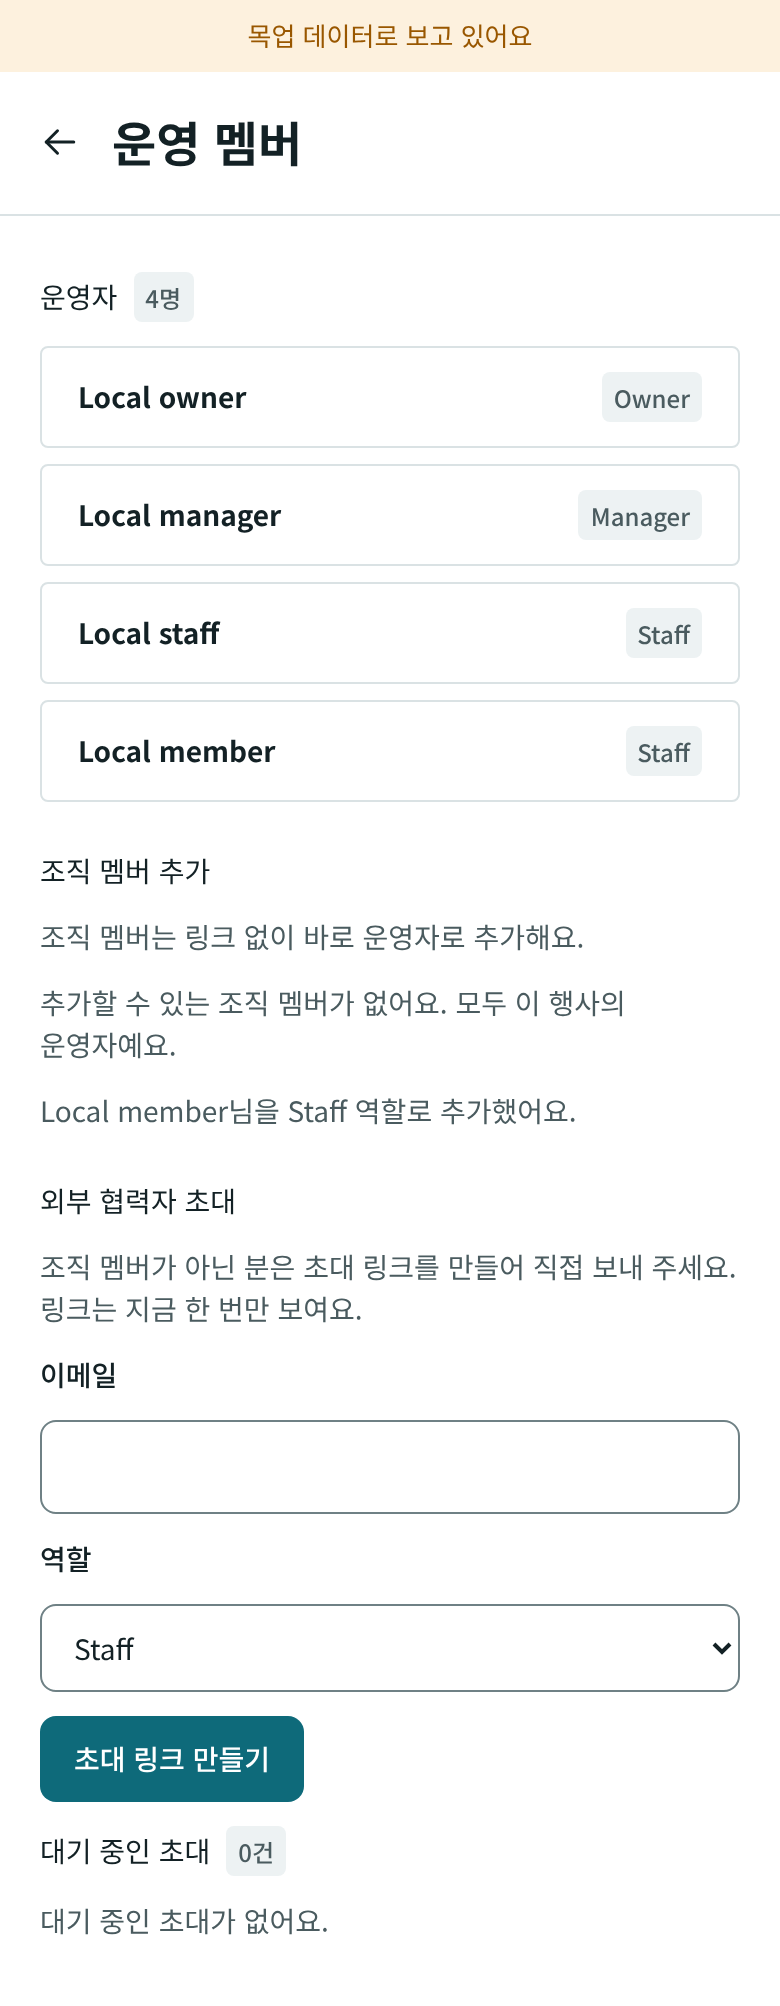 목업 데이터로 보고 있어요
운영 멤버
운영자 4명
Local owner Owner
Local manager Manager
Local staff Staff
Local member Staff
조직 멤버 추가
조직 멤버는 링크 없이 바로 운영자로 추가해요.
추가할 수 있는 조직 멤버가 없어요. 모두 이 행사의
운영자예요.
Local member님을 Staff 역할로 추가했어요.
외부 협력자 초대
조직 멤버가 아닌 분은 초대 링크를 만들어 직접 보내 주세요.
링크는 지금 한 번만 보여요.
이메일
역할
Staff
초대 링크 만들기
대기 중인 초대 0건
대기 중인 초대가 없어요.